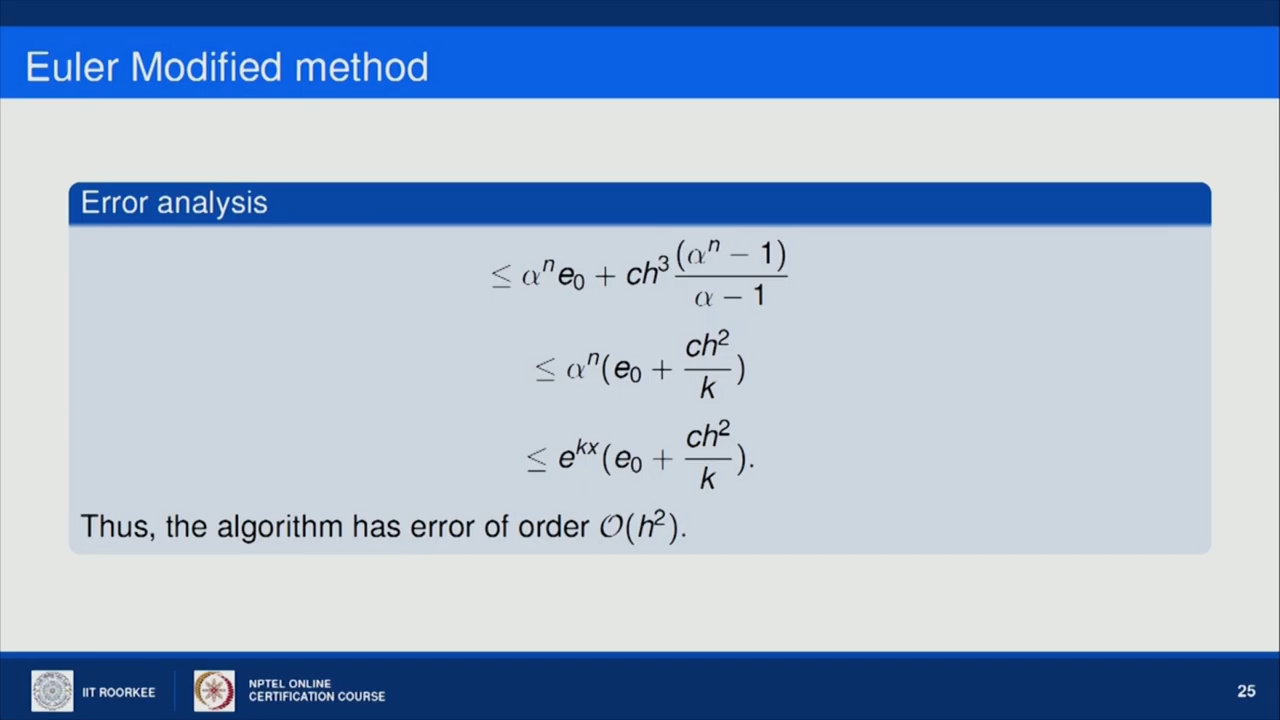 Euler Modified method
Error analysis
≤ αⁿe₀ + ch³ (αⁿ − 1) / (α − 1)
≤ αⁿ(e₀ + ch²/k)
≤ eᵏˣ(e₀ + ch²/k).
Thus, the algorithm has error of order 𝒪(h²).
IIT ROORKEE
NPTEL ONLINE
CERTIFICATION COURSE
25